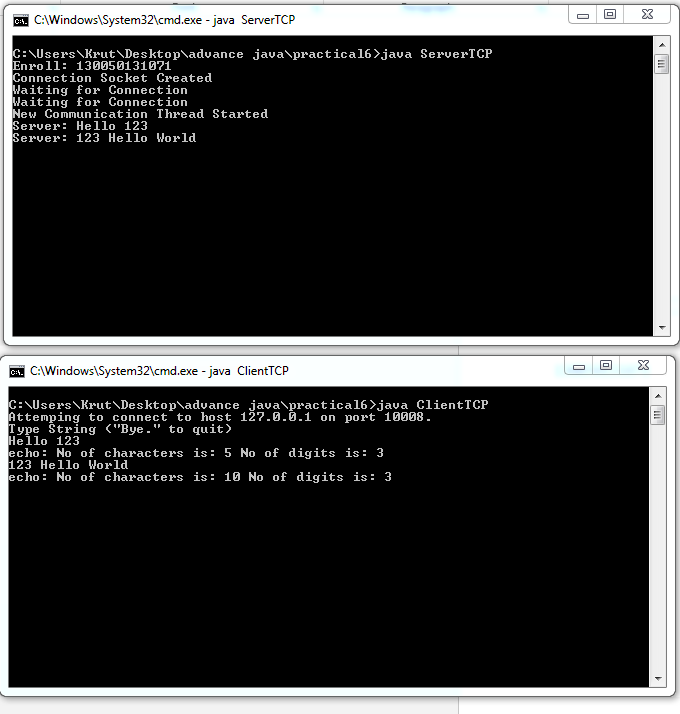 C:\Windows\System32\cmd.exe - java  ServerTCP
C:\Users\Krut\Desktop\advance java\practical6>java ServerTCP
Enroll: 130050131071
Connection Socket Created
Waiting for Connection
Waiting for Connection
New Communication Thread Started
Server: Hello 123
Server: 123 Hello World
C:\Windows\System32\cmd.exe - java  ClientTCP
C:\Users\Krut\Desktop\advance java\practical6>java ClientTCP
Attemping to connect to host 127.0.0.1 on port 10008.
Type String ("Bye." to quit)
Hello 123
echo: No of characters is: 5 No of digits is: 3
123 Hello World
echo: No of characters is: 10 No of digits is: 3